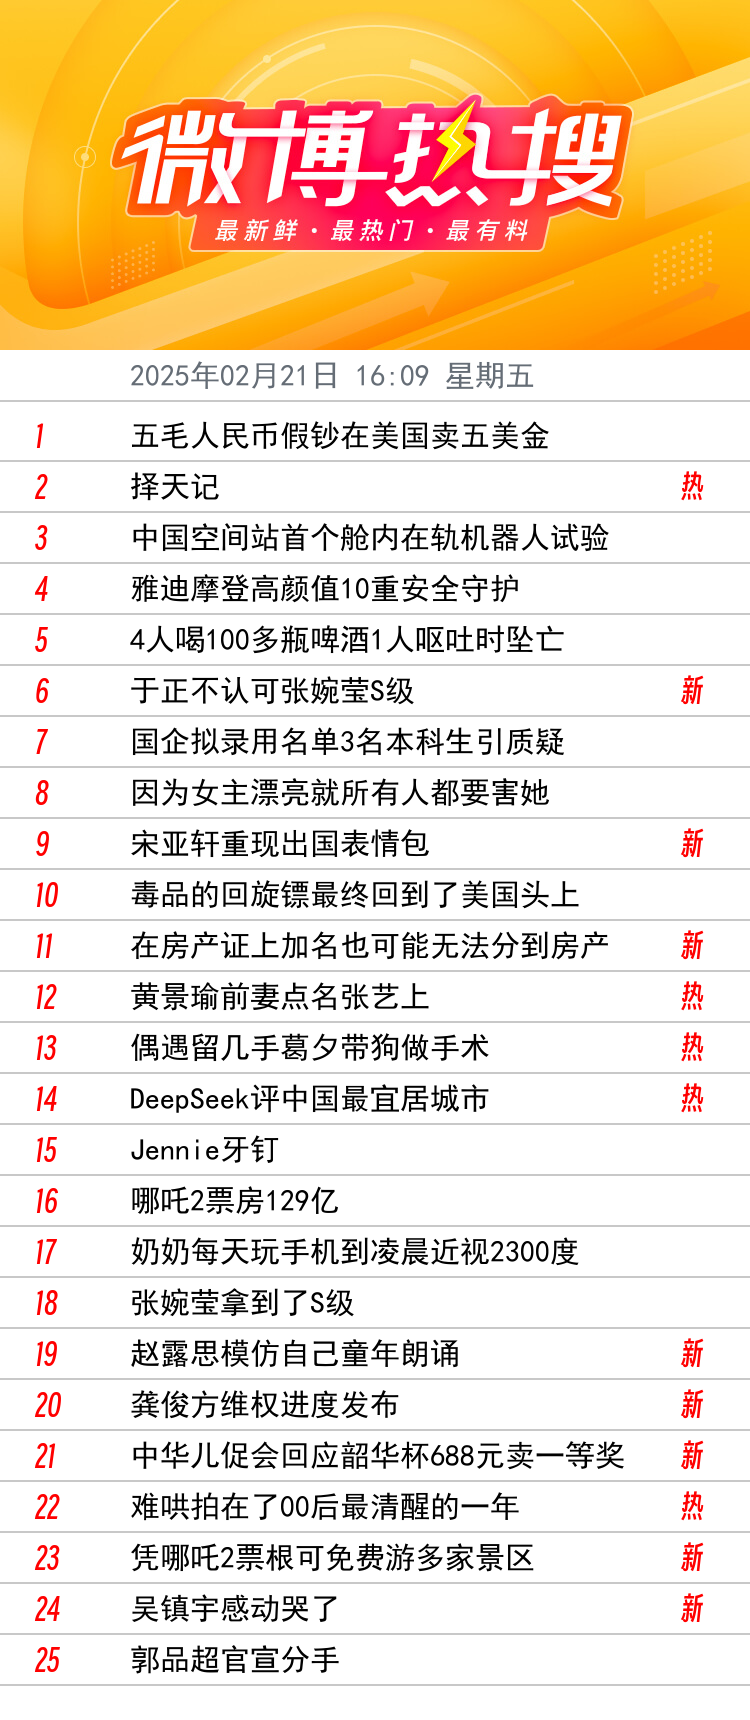 微博热搜
最新鲜·最热门·最有料
2025年02月21日 16:09 星期五
1 五毛人民币假钞在美国卖五美金
2 择天记 热
3 中国空间站首个舱内在轨机器人试验
4 雅迪摩登高颜值10重安全守护
5 4人喝100多瓶啤酒1人呕吐时坠亡
6 于正不认可张婉莹S级 新
7 国企拟录用名单3名本科生引质疑
8 因为女主漂亮就所有人都要害她
9 宋亚轩重现出国表情包 新
10 毒品的回旋镖最终回到了美国头上
11 在房产证上加名也可能无法分到房产 新
12 黄景瑜前妻点名张艺上 热
13 偶遇留几手葛夕带狗做手术 热
14 DeepSeek评中国最宜居城市 热
15 Jennie牙钉
16 哪吒2票房129亿
17 奶奶每天玩手机到凌晨近视2300度
18 张婉莹拿到了S级
19 赵露思模仿自己童年朗诵 新
20 龚俊方维权进度发布 新
21 中华儿促会回应韶华杯688元卖一等奖 新
22 难哄拍在了00后最清醒的一年 热
23 凭哪吒2票根可免费游多家景区 新
24 吴镇宇感动哭了 新
25 郭品超官宣分手